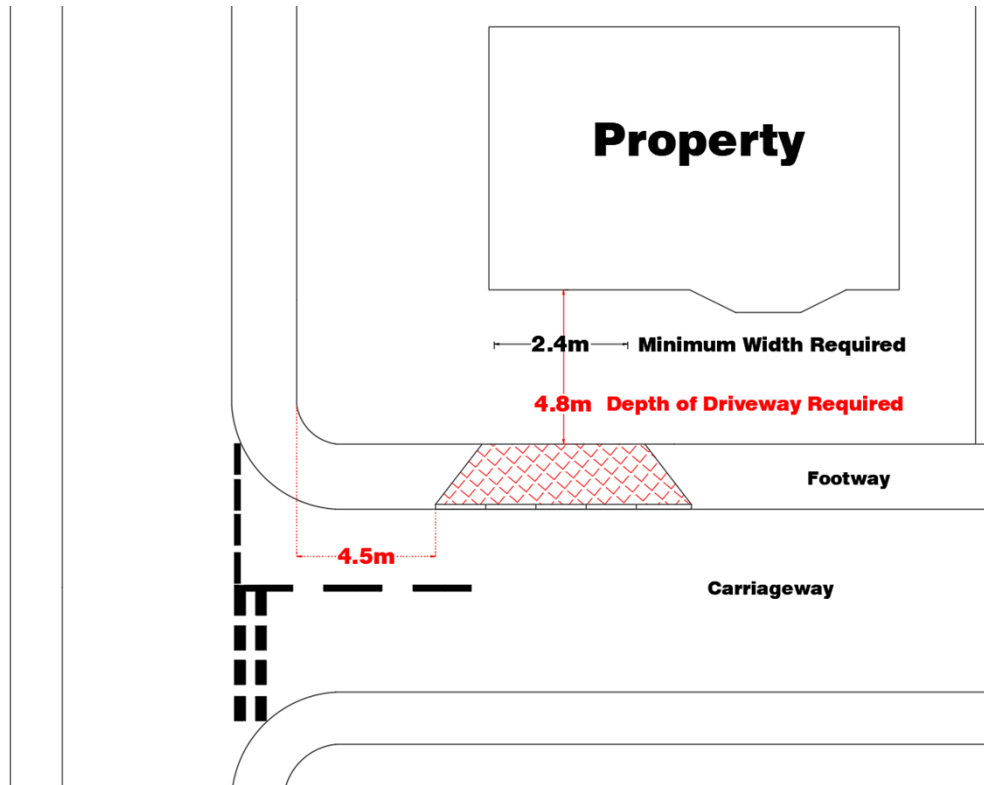 Property
2.4m Minimum Width Required
4.8m Depth of Driveway Required
Footway
4.5m
Carriageway